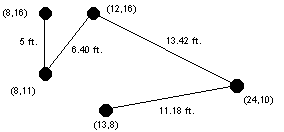 (8,16)
(12,16)
5 ft.
6.40 ft.
13.42 ft.
(8,11)
11.18 ft.
(24,10)
(13,8)